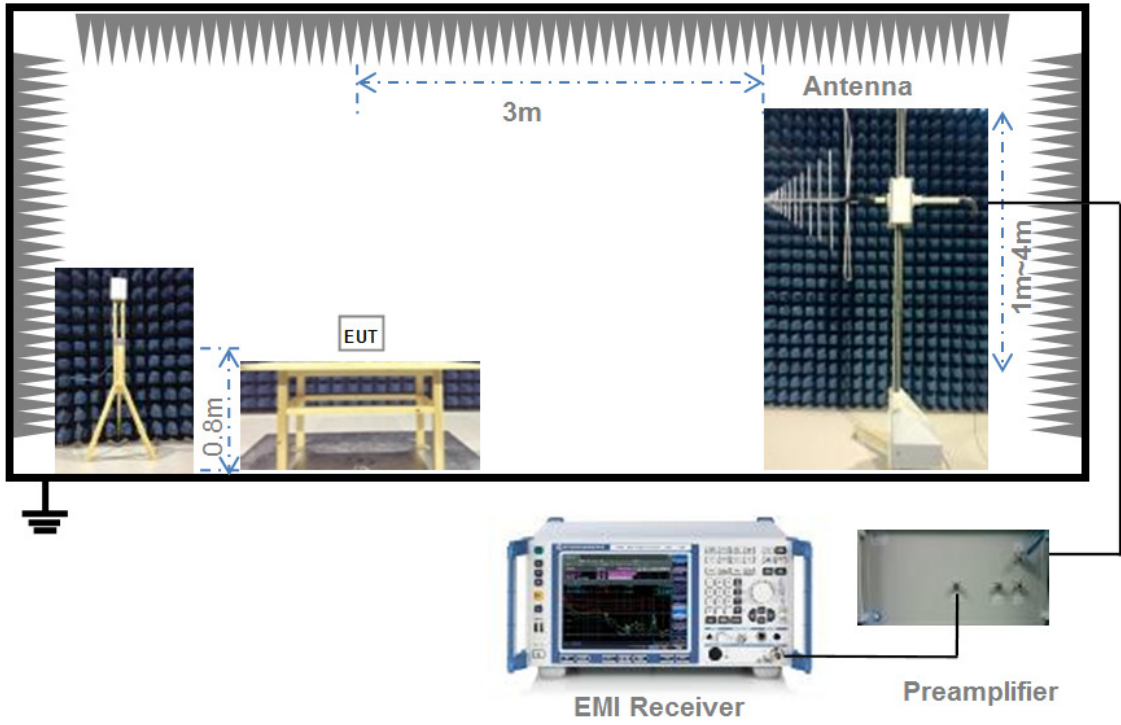 Antenna
3m
1m~4m
EUT
0.8m
EMI Receiver
Preamplifier